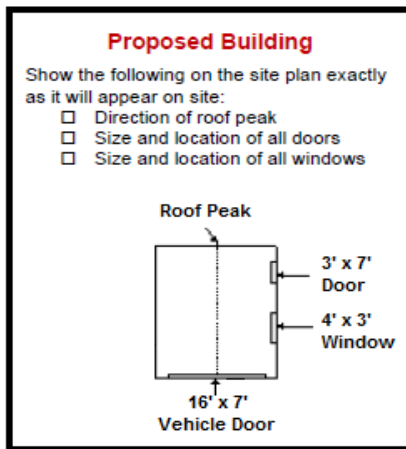 Proposed Building
Show the following on the site plan exactly
as it will appear on site:
☐ Direction of roof peak
☐ Size and location of all doors
☐ Size and location of all windows
Roof Peak
3' x 7'
Door
4' x 3'
Window
16' x 7'
Vehicle Door